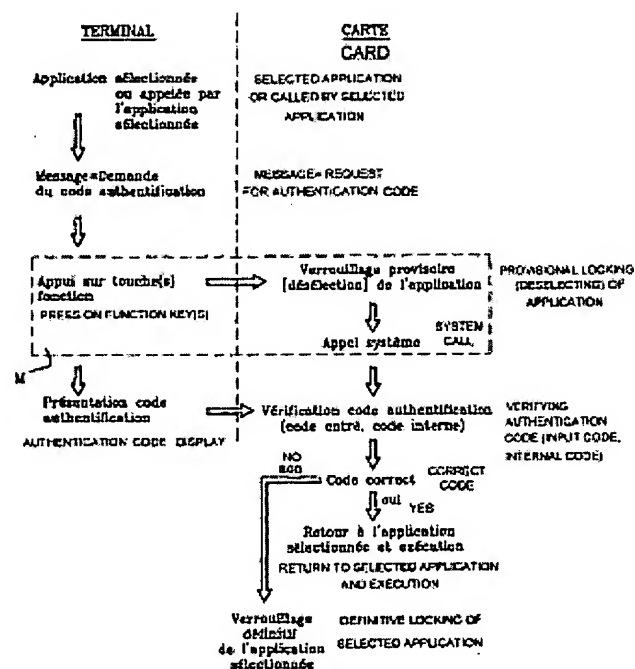 TERMINAL
CARTE
CARD
Application sélectionnée
ou appelée par
l'application
sélectionnée
SELECTED APPLICATION
OR CALLED BY SELECTED
APPLICATION
Message=Demande
du code authentification
MESSAGE= REQUEST
FOR AUTHENTICATION CODE
Appui sur touche(s)
fonction
PRESS ON FUNCTION KEY(S)
Verrouillage provisoire
[désélection] de l'application
PROVISIONAL LOCKING
(DESELECTING) OF
APPLICATION
Appel système
SYSTEM
CALL
M
Présentation code
authentification
AUTHENTICATION CODE DISPLAY
Vérification code authentification
(code entré, code interne)
VERIFYING
AUTHENTICATION
CODE (INPUT CODE,
INTERNAL CODE)
NO
non
Code correct
CORRECT
CODE
oui
YES
Retour à l'application
sélectionnée et exécution
RETURN TO SELECTED APPLICATION
AND EXECUTION
Verrouillage
définitif
de l'application
sélectionnée
DEFINITIVE LOCKING OF
SELECTED APPLICATION